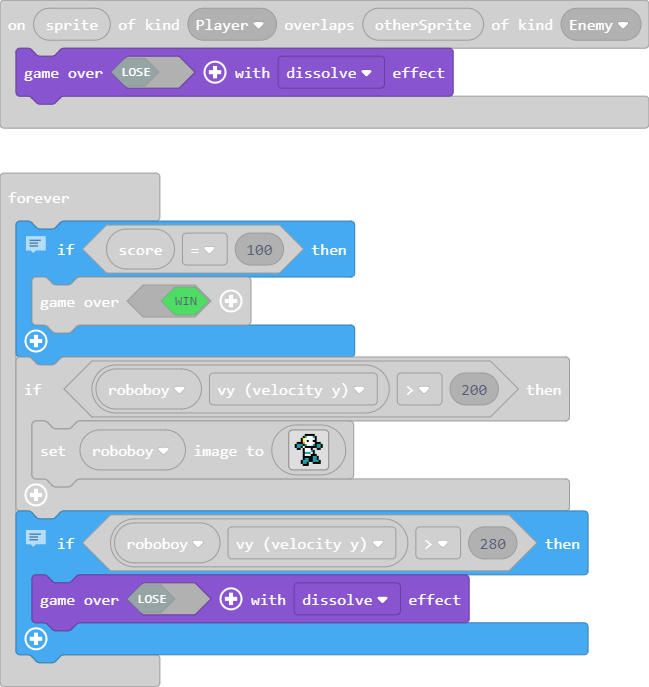 on sprite of kind Player overlaps otherSprite of kind Enemy
game over LOSE with dissolve effect
forever
if score = 100 then
game over WIN
if roboboy vy (velocity y) > 200 then
set roboboy image to
if roboboy vy (velocity y) > 280 then
game over LOSE with dissolve effect